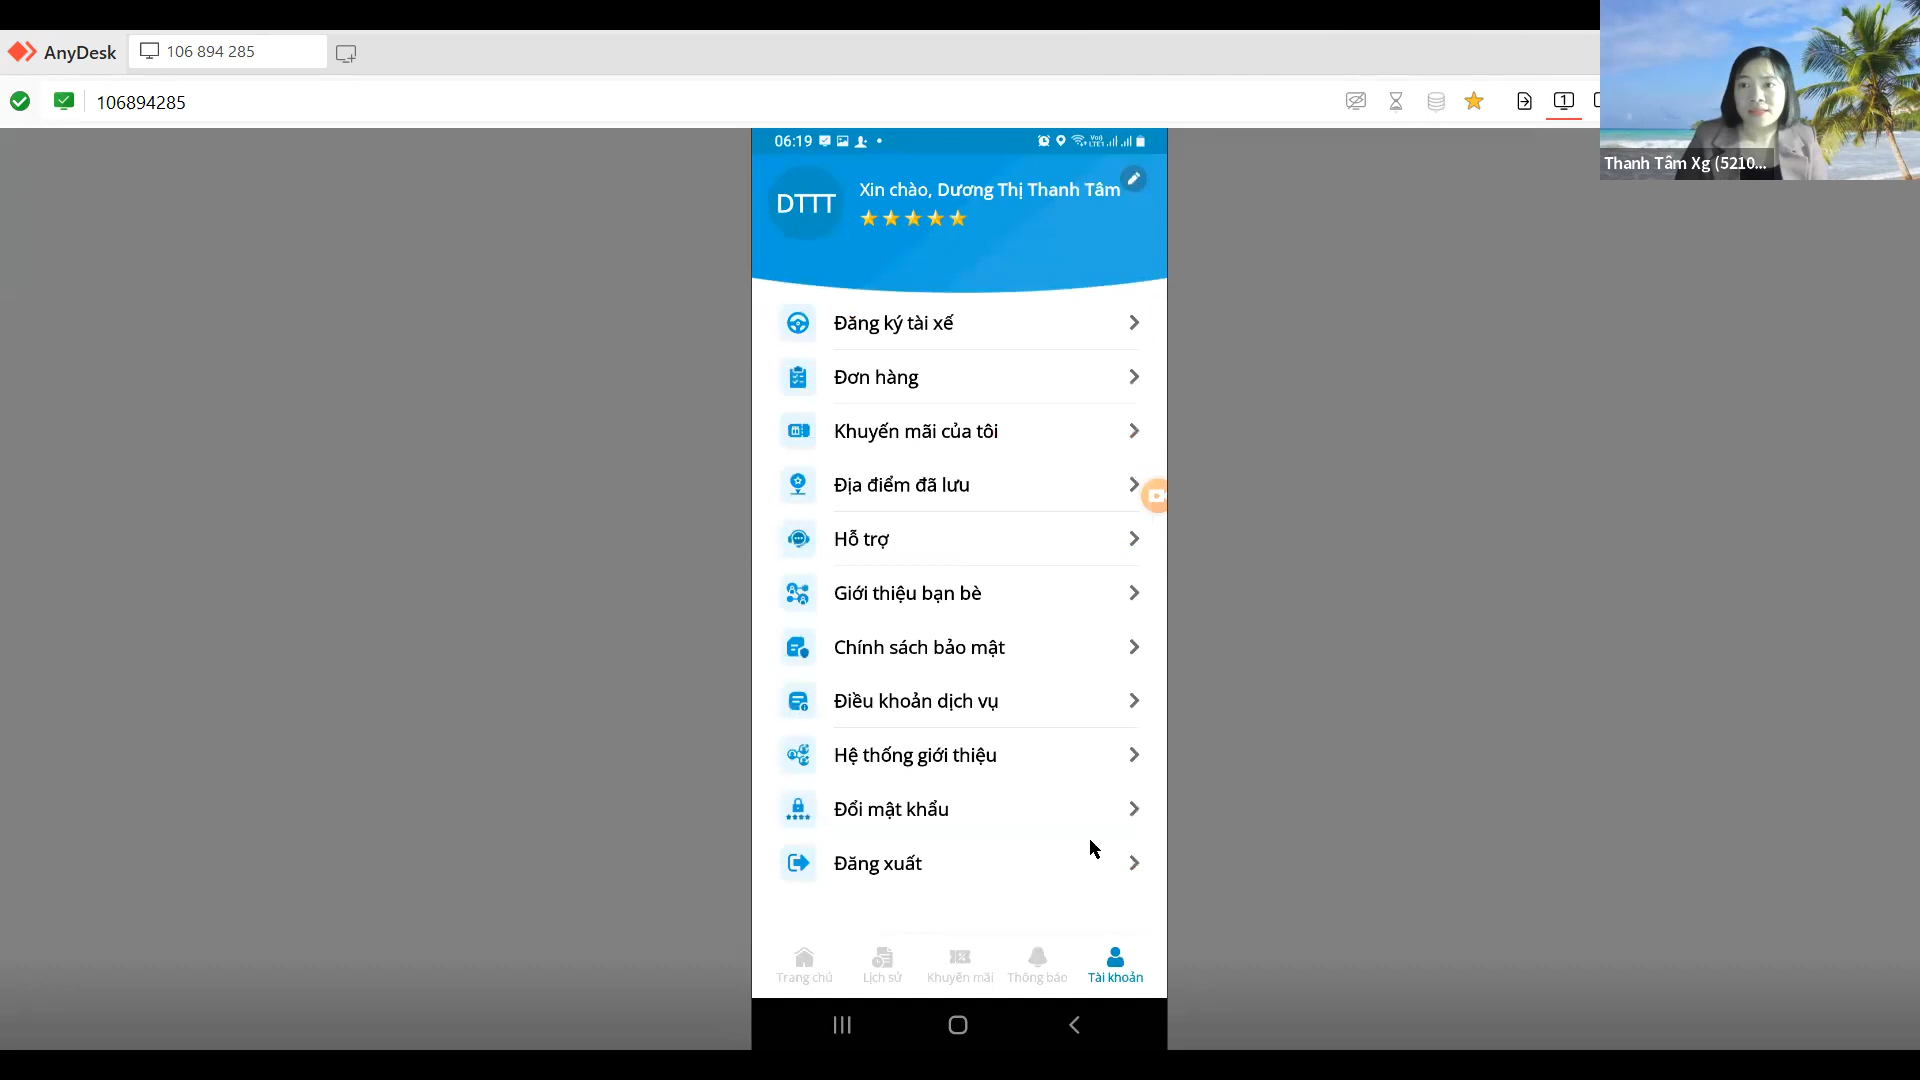 AnyDesk
106 894 285
106894285
1
Thanh Tâm Xg (5210...
06:19
DTTT
Xin chào, Dương Thị Thanh Tâm
Đăng ký tài xế
Đơn hàng
Khuyến mãi của tôi
Địa điểm đã lưu
Hỗ trợ
Giới thiệu bạn bè
Chính sách bảo mật
Điều khoản dịch vụ
Hệ thống giới thiệu
Đổi mật khẩu
Đăng xuất
Trang chủ
Lịch sử
Khuyến mãi
Thông báo
Tài khoản